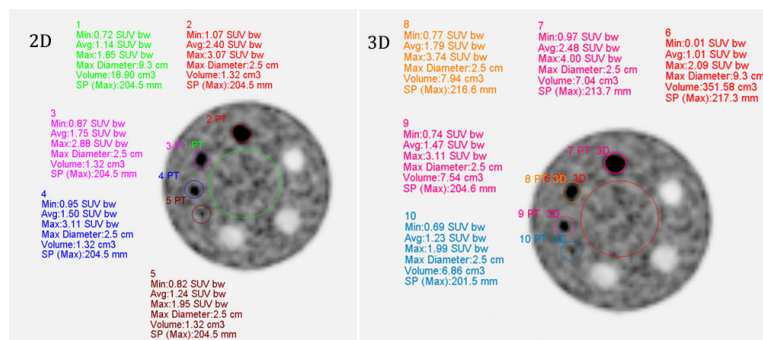 2D
1
Min:0.72 SUV bw
Avg:1.14 SUV bw
Max:1.85 SUV bw
Max Diameter:9.3 cm
Volume:18.90 cm3
SP (Max):204.5 mm
2
Min:1.07 SUV bw
Avg:2.40 SUV bw
Max:3.07 SUV bw
Max Diameter:2.5 cm
Volume:1.32 cm3
SP (Max):204.5 mm
3
Min:0.87 SUV bw
Avg:1.75 SUV bw
Max:2.88 SUV bw
Max Diameter:2.5 cm
Volume:1.32 cm3
SP (Max):204.5 mm
4
Min:0.95 SUV bw
Avg:1.50 SUV bw
Max:3.11 SUV bw
Max Diameter:2.5 cm
Volume:1.32 cm3
SP (Max):204.5 mm
2 PT
3 PT
4 PT
5 PT
5
Min:0.82 SUV bw
Avg:1.24 SUV bw
Max:1.95 SUV bw
Max Diameter:2.5 cm
Volume:1.32 cm3
SP (Max):204.5 mm
3D
8
Min:0.77 SUV bw
Avg:1.79 SUV bw
Max:3.74 SUV bw
Max Diameter:2.5 cm
Volume:7.94 cm3
SP (Max):216.6 mm
7
Min:0.97 SUV bw
Avg:2.48 SUV bw
Max:4.00 SUV bw
Max Diameter:2.5 cm
Volume:7.04 cm3
SP (Max):213.7 mm
6
Min:0.01 SUV bw
Avg:1.01 SUV bw
Max:2.09 SUV bw
Max Diameter:9.3 cm
Volume:351.58 cm3
SP (Max):217.3 mm
9
Min:0.74 SUV bw
Avg:1.47 SUV bw
Max:3.11 SUV bw
Max Diameter:2.5 cm
Volume:7.54 cm3
SP (Max):204.6 mm
10
Min:0.69 SUV bw
Avg:1.23 SUV bw
Max:1.99 SUV bw
Max Diameter:2.5 cm
Volume:6.86 cm3
SP (Max):201.5 mm
7 PT 3D
8 PT 3D
9 PT 3D
10 PT